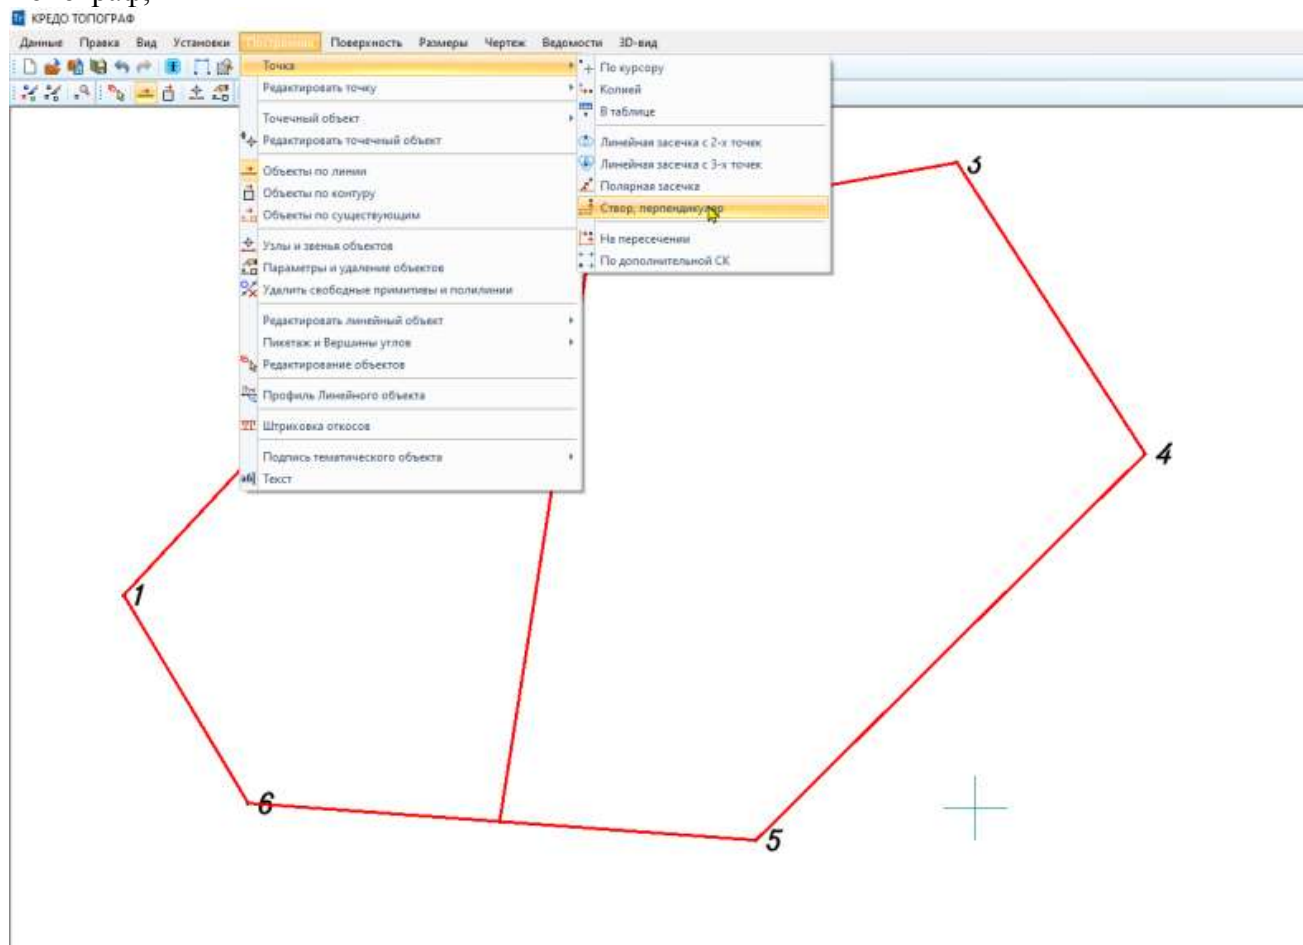 КРЕДО ТОПОГРАФ
Данные Правка Вид Установки Построения Поверхность Размеры Чертеж Ведомости 3D-вид
Точка
Редактировать точку
Точечный объект
Редактировать точечный объект
Объекты по линии
Объекты по контуру
Объекты по существующим
Узлы и звенья объектов
Параметры и удаление объектов
Удалить свободные примитивы и полилинии
Редактировать линейный объект
Пикетаж и Вершины углов
Редактирование объектов
Профиль Линейного объекта
Штриховка откосов
Подпись тематического объекта
Текст
По курсору
Копией
В таблице
Линейная засечка с 2-х точек
Линейная засечка с 3-х точек
Полярная засечка
Створ, перпендикуляр
На пересечении
По дополнительной СК
3
4
1
6
5